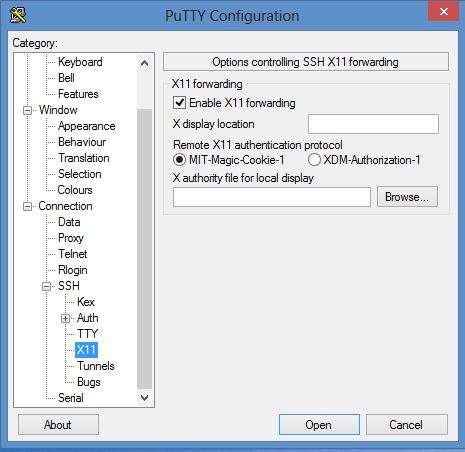 PuTTY Configuration
Category:
Keyboard
Bell
Features
Window
Appearance
Behaviour
Translation
Selection
Colours
Connection
Data
Proxy
Telnet
Rlogin
SSH
Kex
Auth
TTY
X11
Tunnels
Bugs
Serial
Options controlling SSH X11 forwarding
X11 forwarding
Enable X11 forwarding
X display location
Remote X11 authentication protocol
MIT-Magic-Cookie-1 XDM-Authorization-1
X authority file for local display
Browse...
About Open Cancel